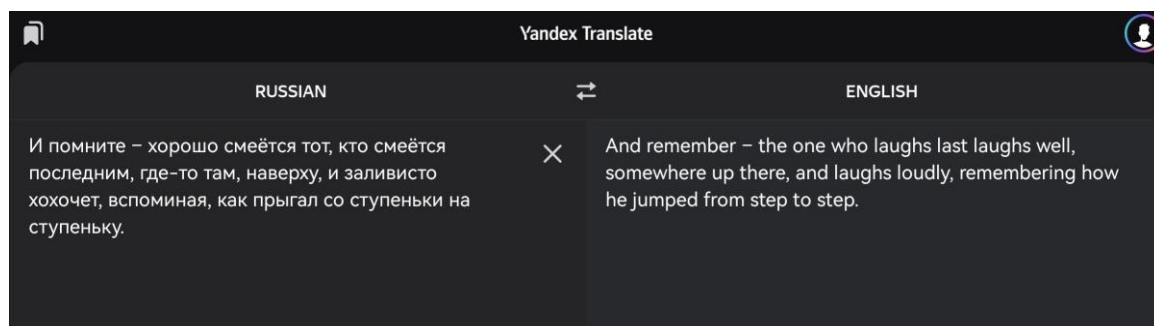 Yandex Translate
RUSSIAN
ENGLISH
И помните – хорошо смеётся тот, кто смеётся
последним, где-то там, наверху, и заливисто
хохочет, вспоминая, как прыгал со ступеньки на
ступеньку.
And remember – the one who laughs last laughs well,
somewhere up there, and laughs loudly, remembering how
he jumped from step to step.